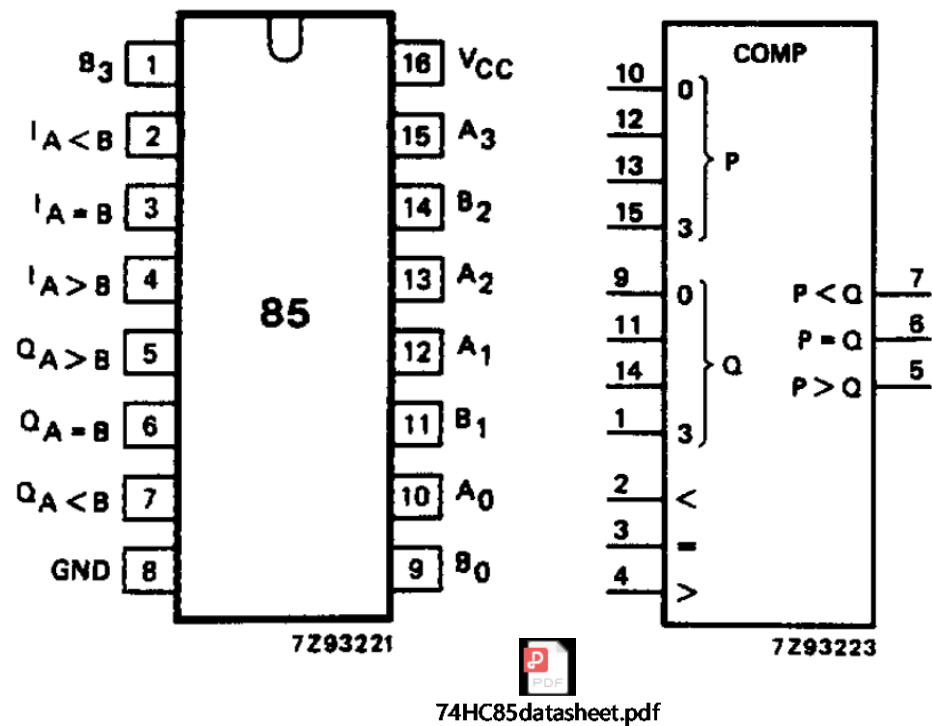 B3 1 16 VCC
IA < B 2 15 A3
IA = B 3 14 B2
IA > B 4 13 A2
QA > B 5 12 A1
QA = B 6 11 B1
QA < B 7 10 A0
GND 8 9 B0
85
7Z93221
COMP
10 0
12
13
15 3
P
9 0
11
14
1 3
Q
2 <
3 =
4 >
P < Q 7
P = Q 6
P > Q 5
7Z93223
PDF
74HC85datasheet.pdf